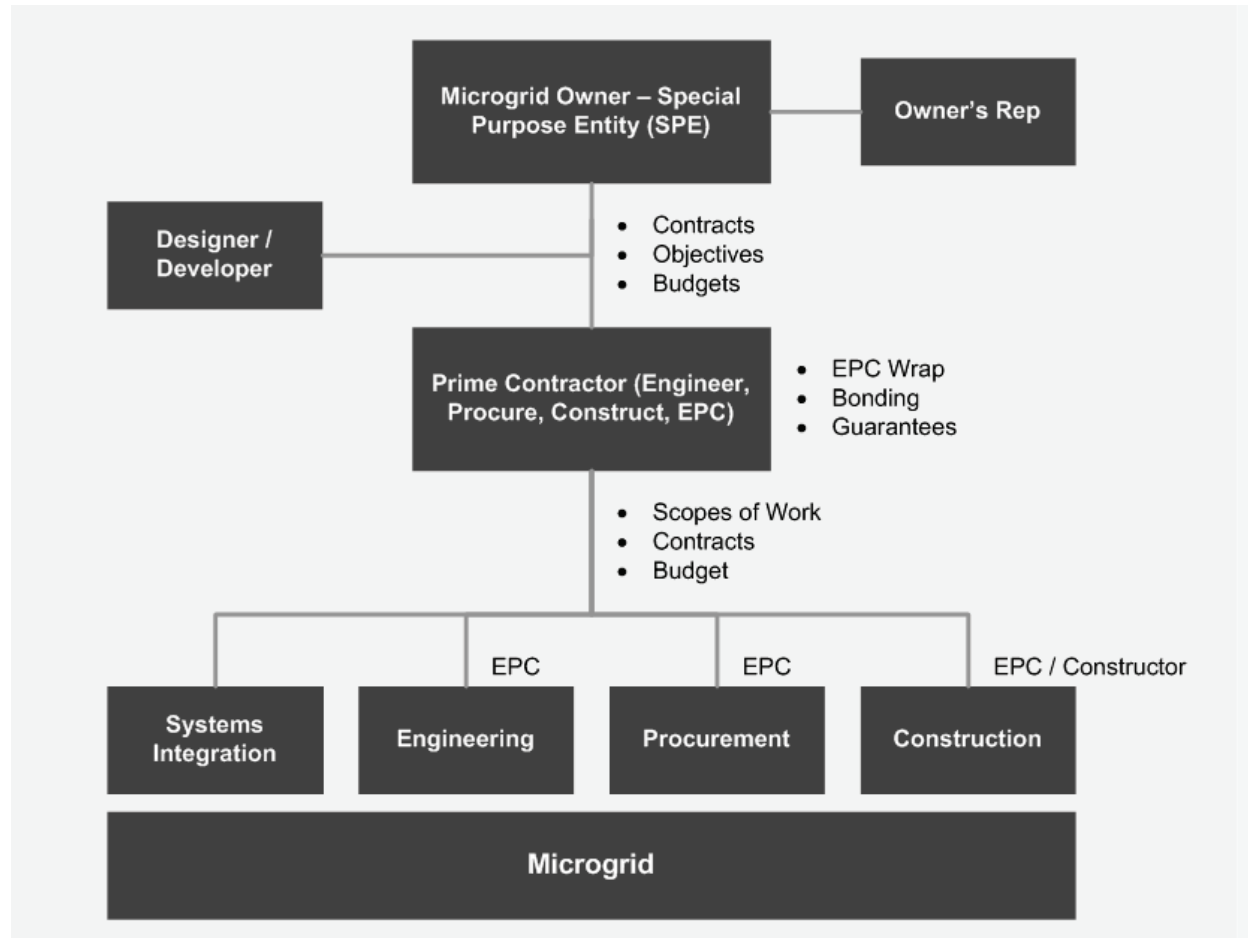 Microgrid Owner – Special
Purpose Entity (SPE)
Owner’s Rep
Designer /
Developer
• Contracts
• Objectives
• Budgets
Prime Contractor (Engineer,
Procure, Construct, EPC)
• EPC Wrap
• Bonding
• Guarantees
• Scopes of Work
• Contracts
• Budget
EPC
EPC
EPC / Constructor
Systems
Integration
Engineering
Procurement
Construction
Microgrid